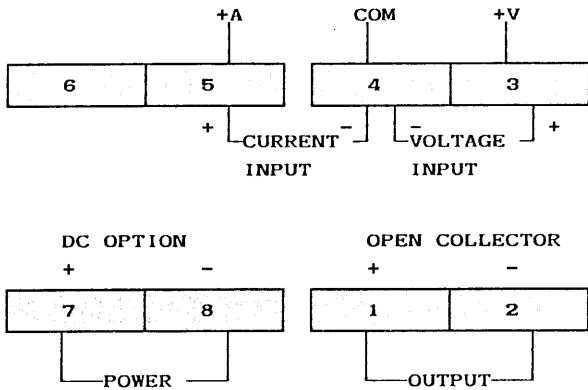 +A COM +V
6 5 4 3
+ CURRENT - - VOLTAGE +
INPUT INPUT
DC OPTION OPEN COLLECTOR
+ - + -
7 8 1 2
POWER OUTPUT